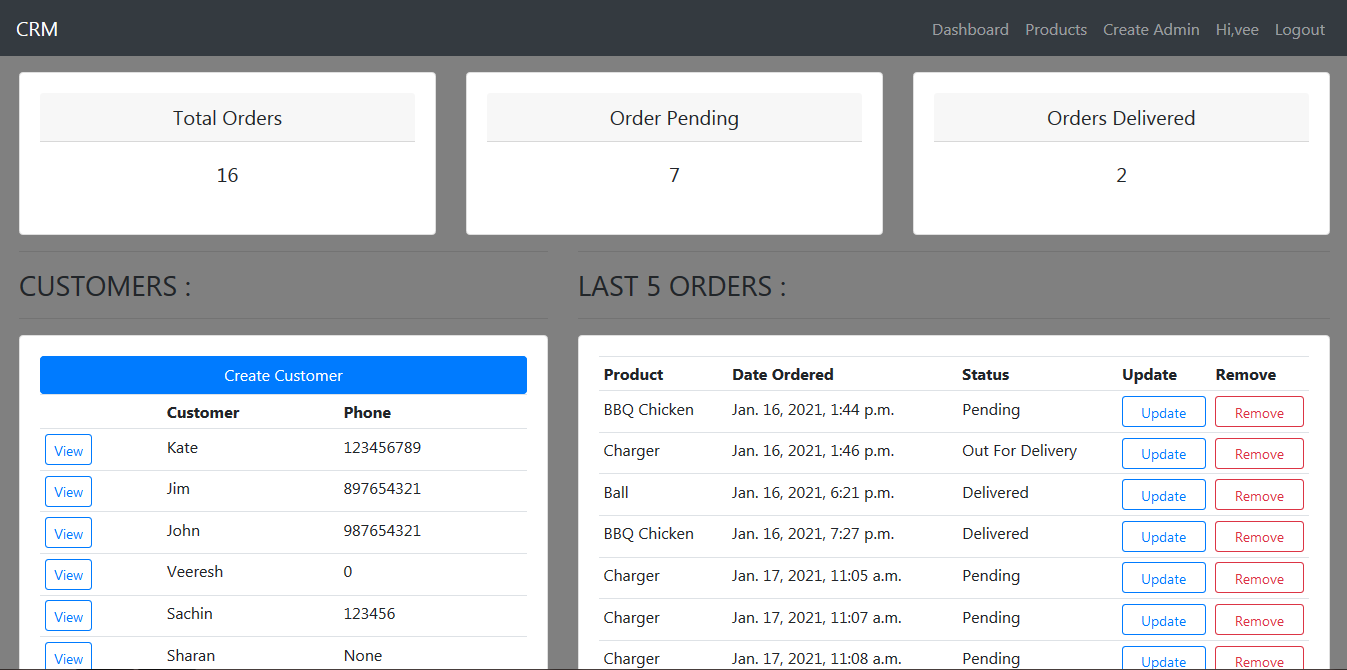 CRM Dashboard Products Create Admin Hi,vee Logout
Total Orders Order Pending Orders Delivered
16 7 2
CUSTOMERS :
Create Customer
Customer Phone
View Kate 123456789
View Jim 897654321
View John 987654321
View Veeresh 0
View Sachin 123456
View Sharan None
LAST 5 ORDERS :
Product Date Ordered Status Update Remove
BBQ Chicken Jan. 16, 2021, 1:44 p.m. Pending Update Remove
Charger Jan. 16, 2021, 1:46 p.m. Out For Delivery Update Remove
Ball Jan. 16, 2021, 6:21 p.m. Delivered Update Remove
BBQ Chicken Jan. 16, 2021, 7:27 p.m. Delivered Update Remove
Charger Jan. 17, 2021, 11:05 a.m. Pending Update Remove
Charger Jan. 17, 2021, 11:07 a.m. Pending Update Remove
Charger Jan. 17, 2021, 11:08 a.m. Pending Update Remove